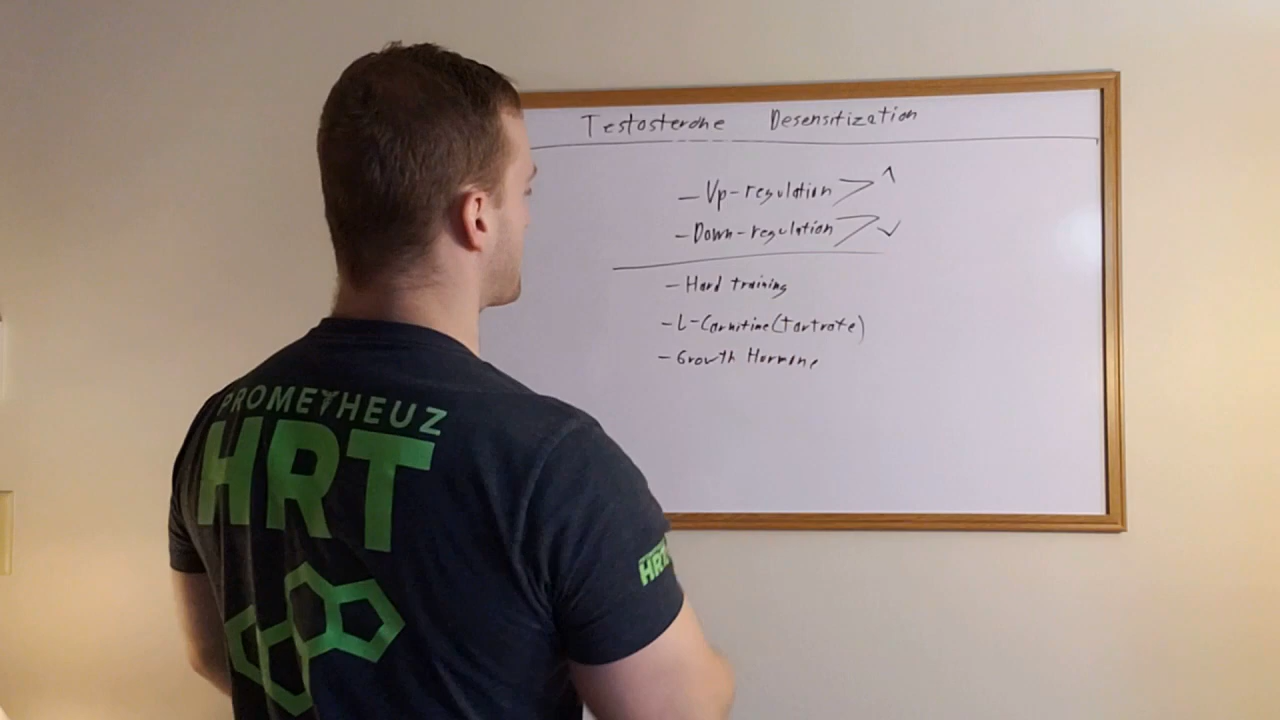 Testosterone Desensitization
- Up-regulation > ^
- Down-regulation > ✓
- Hard training
- L-Carnitine (tartrate)
- Growth Hormone
PROMETHEUZ
HRT
HRT